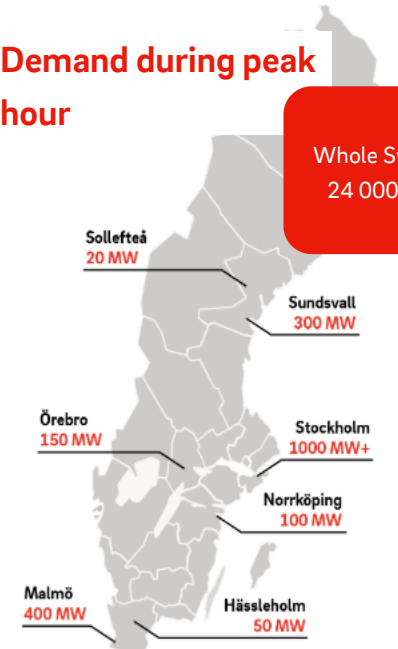 Demand during peak
hour
Whole
24 000
Sollefteå
20 MW
Sundsvall
300 MW
Örebro
150 MW
Stockholm
1000 MW+
Norrköping
100 MW
Malmö
400 MW
Hässleholm
50 MW